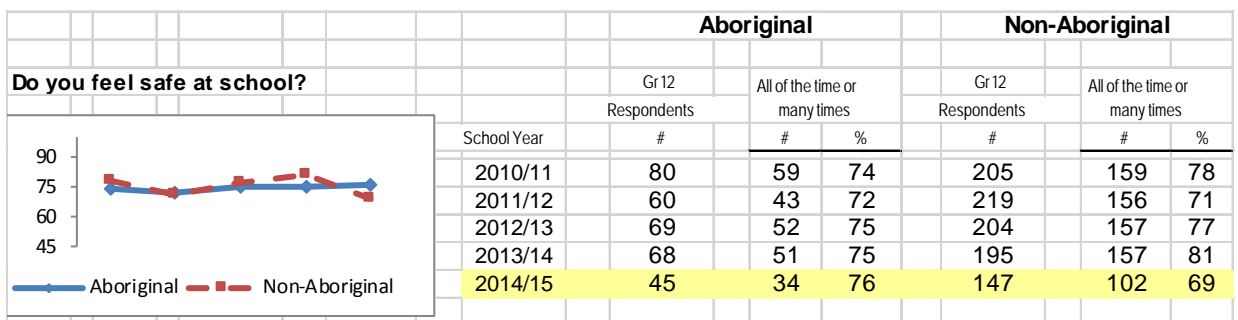 Aboriginal Non-Aboriginal
Do you feel safe at school? Gr 12 All of the time or Gr 12 All of the time or
Respondents many times Respondents many times
School Year # # % # # %
90
75
60
45
Aboriginal Non-Aboriginal
2010/11 80 59 74 205 159 78
2011/12 60 43 72 219 156 71
2012/13 69 52 75 204 157 77
2013/14 68 51 75 195 157 81
2014/15 45 34 76 147 102 69